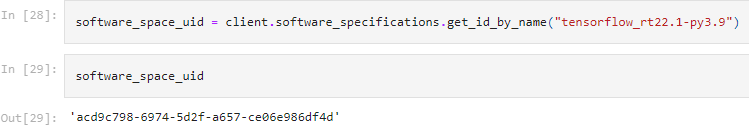 In [28]: software_space_uid = client.software_specifications.get_id_by_name("tensorflow_rt22.1-py3.9")
In [29]: software_space_uid
Out[29]: 'acd9c798-6974-5d2f-a657-ce06e986df4d'